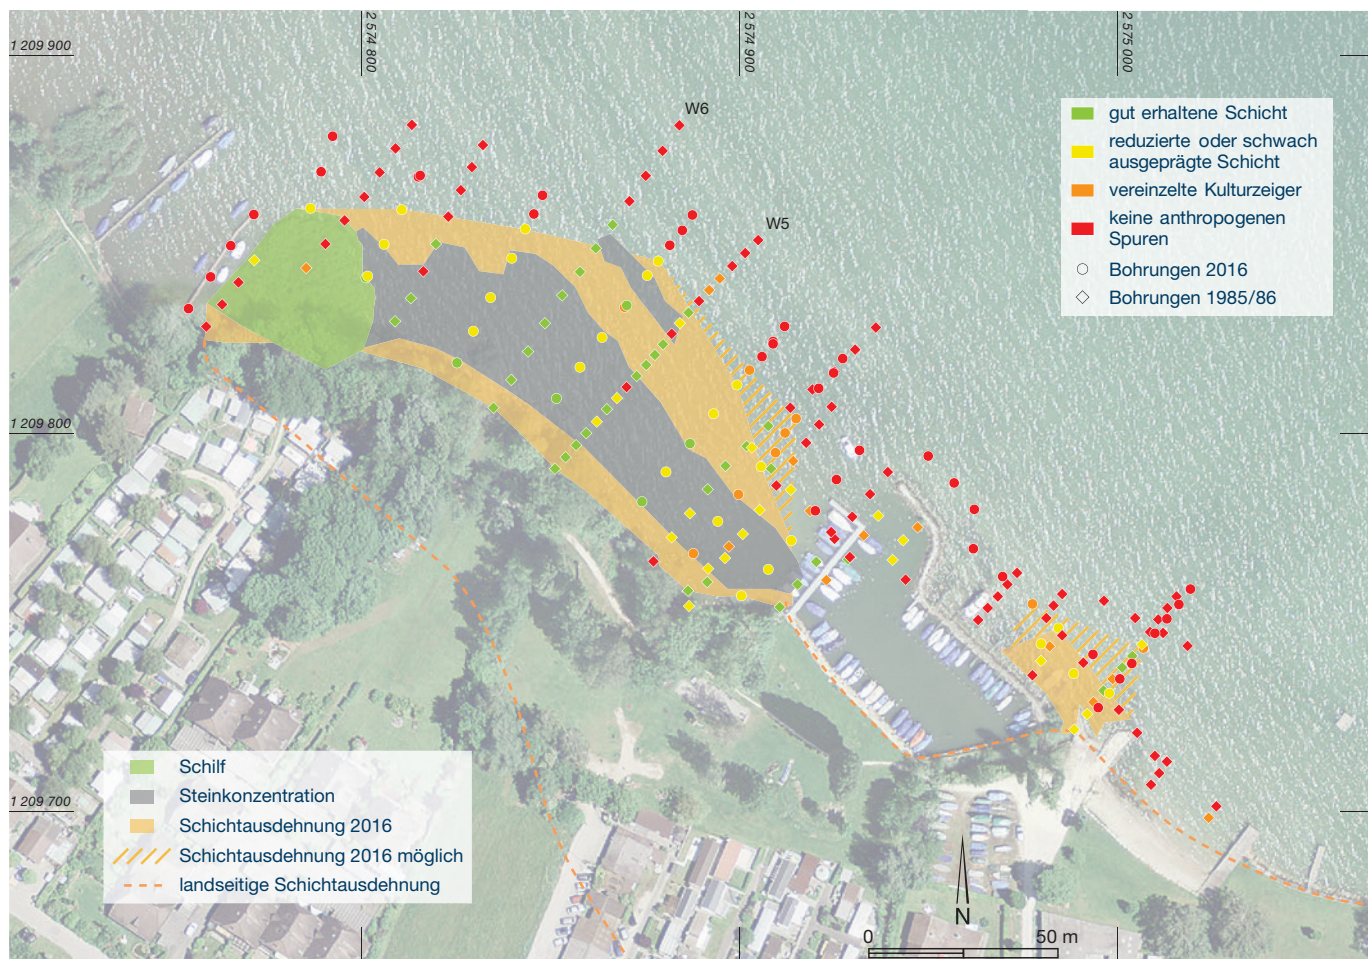 2 574 800
2 574 900
2 575 000
1 209 900
W6
W5
gut erhaltene Schicht
reduzierte oder schwach
ausgeprägte Schicht
vereinzelte Kulturzeiger
keine anthropogenen
Spuren
Bohrungen 2016
Bohrungen 1985/86
1 209 800
Schilf
Steinkonzentration
Schichtausdehnung 2016
Schichtausdehnung 2016 möglich
landseitige Schichtausdehnung
1 209 700
N
0 50 m